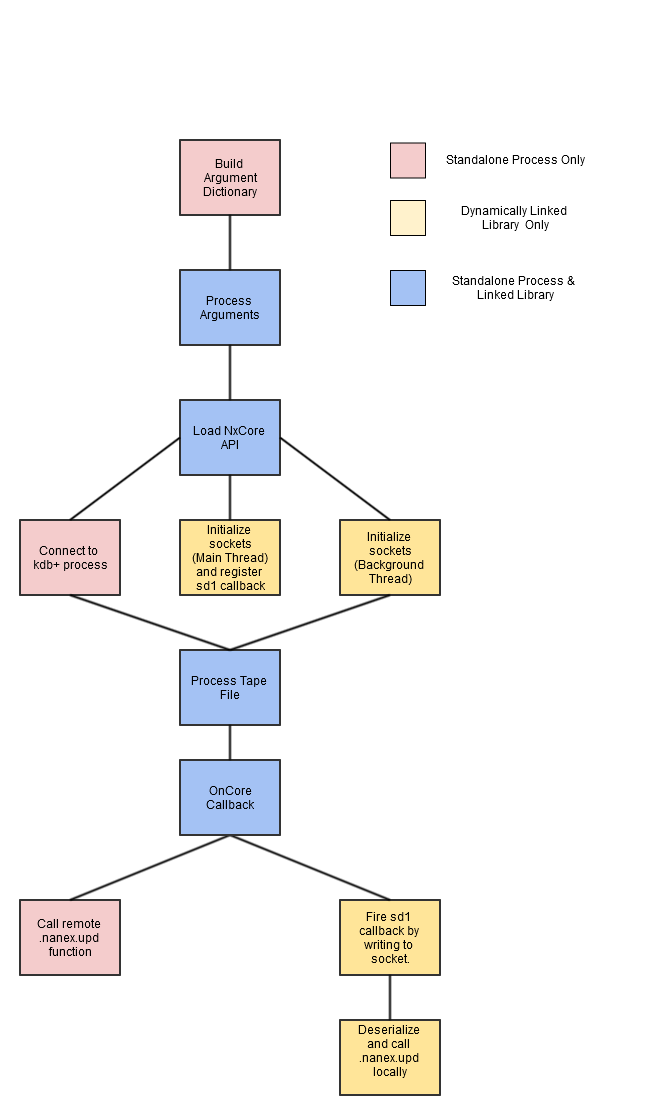 Build
Argument
Dictionary
Standalone Process Only
Dynamically Linked
Library Only
Process
Arguments
Standalone Process &
Linked Library
Load NxCore
API
Connect to
kdb+ process
Initialize
sockets
(Main Thread)
and register
sd1 callback
Initialize
sockets
(Background
Thread)
Process Tape
File
OnCore
Callback
Call remote
.nanex.upd
function
Fire sd1
callback by
writing to
socket.
Deserialize
and call
.nanex.upd
locally